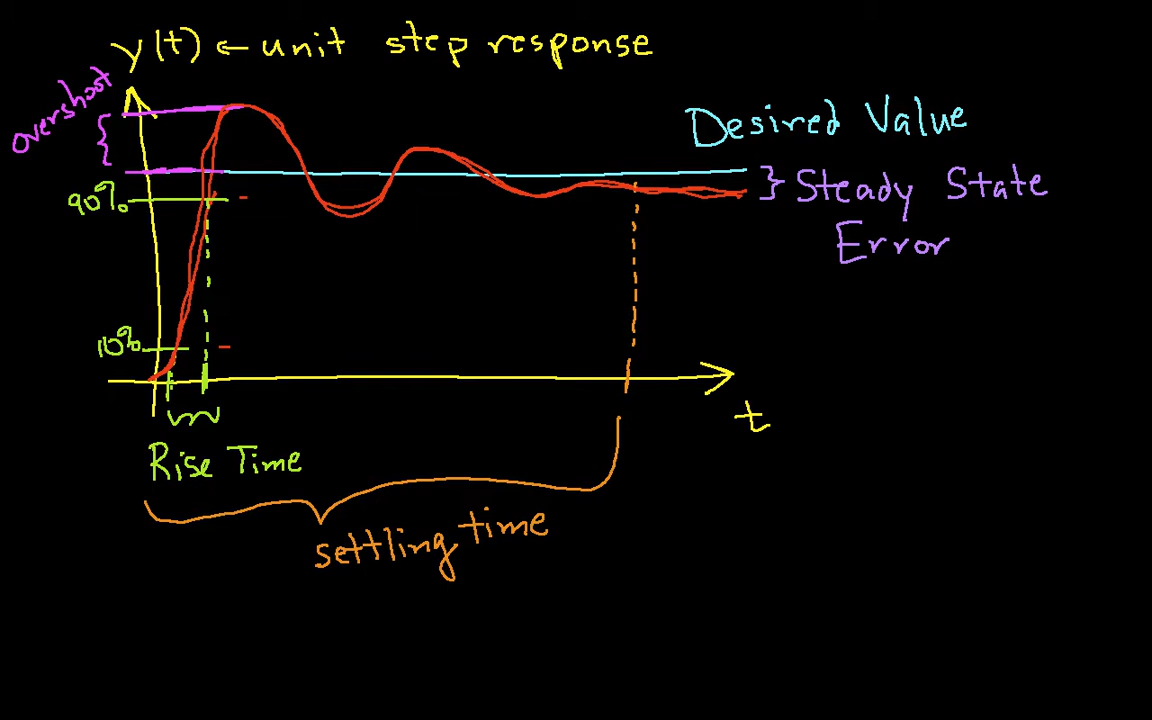 y(t) ← unit step response
overshoot
Desired Value
90%
} Steady State
Error
10%
t
Rise Time
settling time